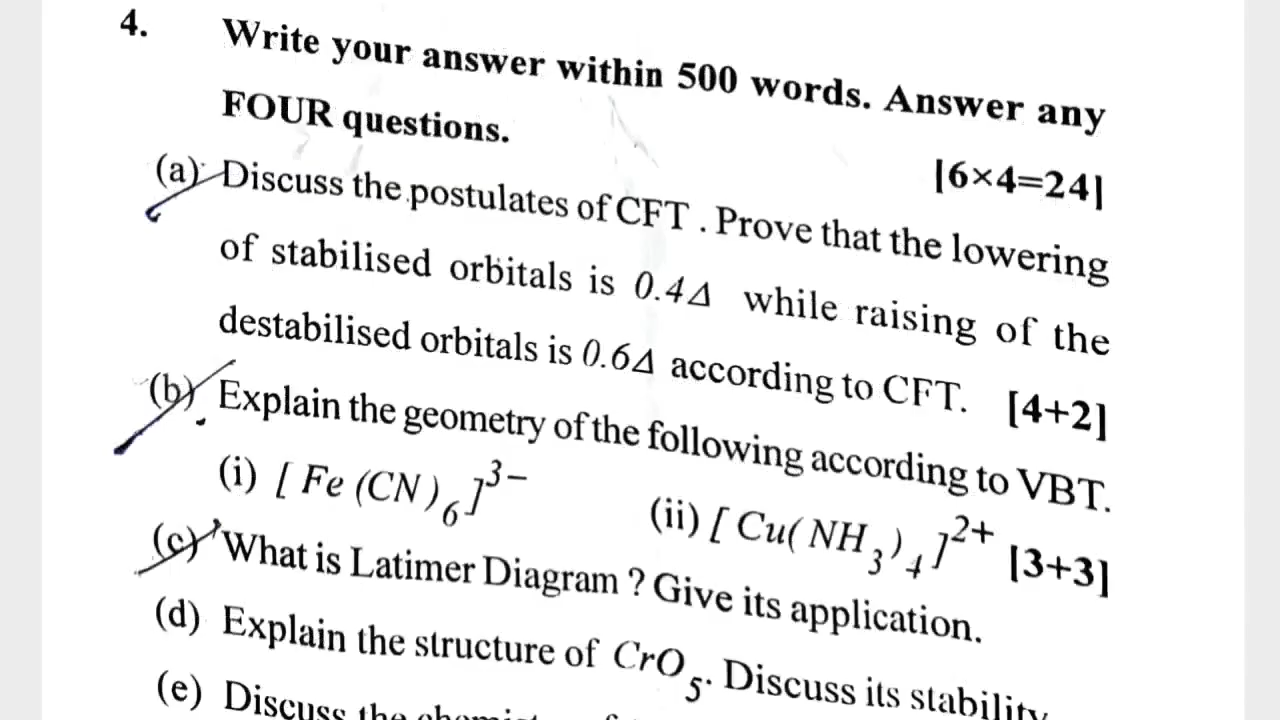 4. Write your answer within 500 words. Answer any
FOUR questions.
[6×4=24]
(a) Discuss the postulates of CFT . Prove that the lowering
of stabilised orbitals is 0.4Δ while raising of the
destabilised orbitals is 0.6Δ according to CFT. [4+2]
(b) Explain the geometry of the following according to VBT.
(i) [ Fe (CN)₆]³⁻ (ii) [ Cu( NH₃)₄]²⁺ [3+3]
(c) What is Latimer Diagram ? Give its application.
(d) Explain the structure of CrO₅. Discuss its stability
(e) Discuss the